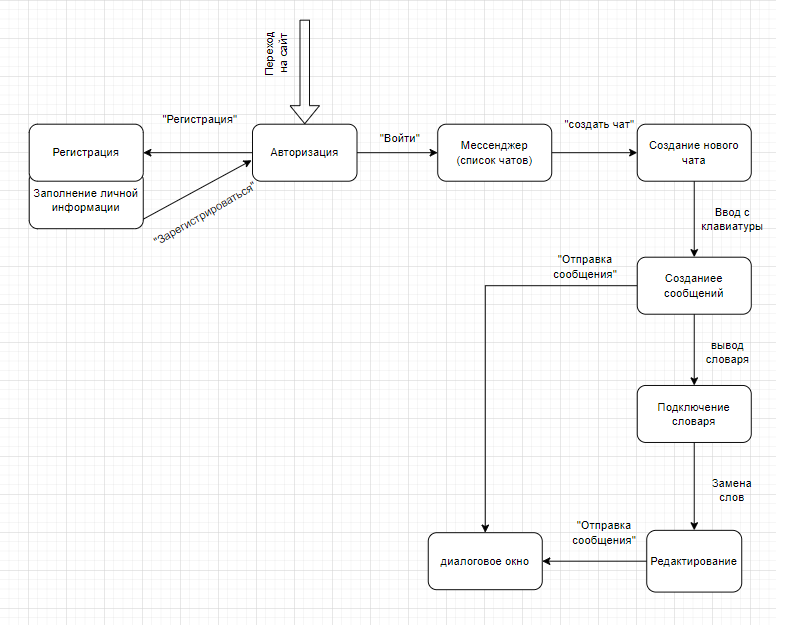 Переход
на сайт
"Регистрация"
"Войти"
"создать чат"
Регистрация
Авторизация
Мессенджер
(список чатов)
Создание нового
чата
Заполнение личной
информации
"Зарегистрироваться"
Ввод с
клавиатуры
"Отправка
сообщения"
Созданиее
сообщений
вывод
словаря
Подключение
словаря
Замена
слов
"Отправка
сообщения"
диалоговое окно
Редактирование